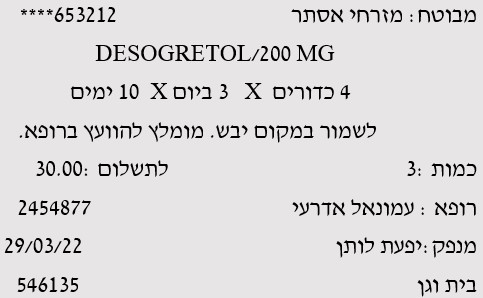 מבוטח: מזרחי אסתר 653212****
DESOGRETOL/200 MG
4 כדורים X 3 ביום X 10 ימים
לשמור במקום יבש. מומלץ להוועץ ברופא.
כמות :3 לתשלום :30.00
רופא : עמונאל אדרעי 2454877
מנפק :יפעת לותן 29/03/22
בית וגן 546135